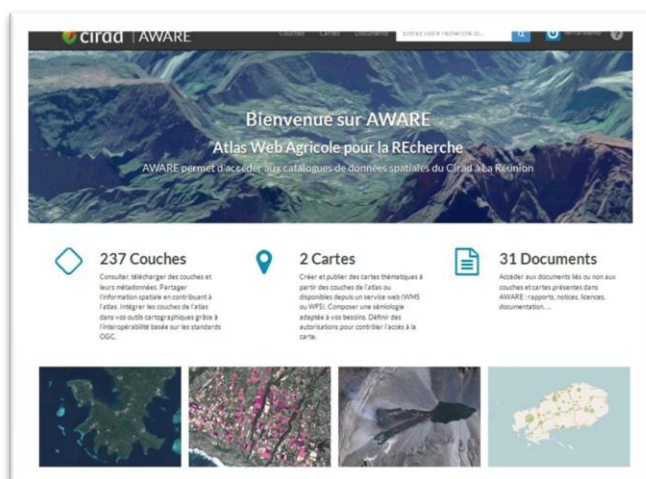 cirad | AWARE
Couches Cartes Documents Entrez votre recherche ici...
Bienvenue sur AWARE
Atlas Web Agricole pour la REcherche
AWARE permet d'accéder aux catalogues de données spatiales du Cirad à La Réunion
237 Couches
Consulter, télécharger des couches et
leurs métadonnées. Partager
l'information spatiale en contribuant à
l'atlas. Intégrer les couches de l'atlas
dans vos outils cartographiques grâce à
l'interopérabilité basée sur les standards
OGC.
2 Cartes
Créer et publier des cartes thématiques à
partir des couches de l'atlas ou
disponibles depuis un service web (WMS
ou WFS). Composer une sémiologie
adaptée à vos besoins. Définir des
autorisations pour contrôler l'accès à la
carte.
31 Documents
Accéder aux documents liés ou non aux
couches et cartes présentes dans
AWARE : rapports, notices, licences,
documentation, ...